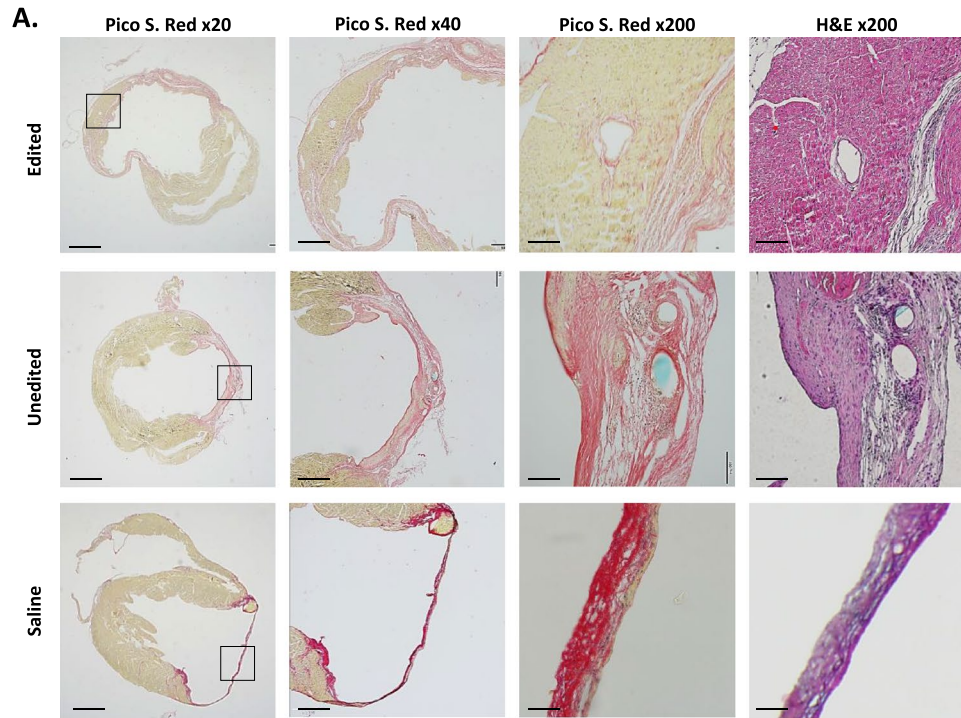 A.
Pico S. Red x20 Pico S. Red x40 Pico S. Red x200 H&E x200
Edited
Unedited
Saline